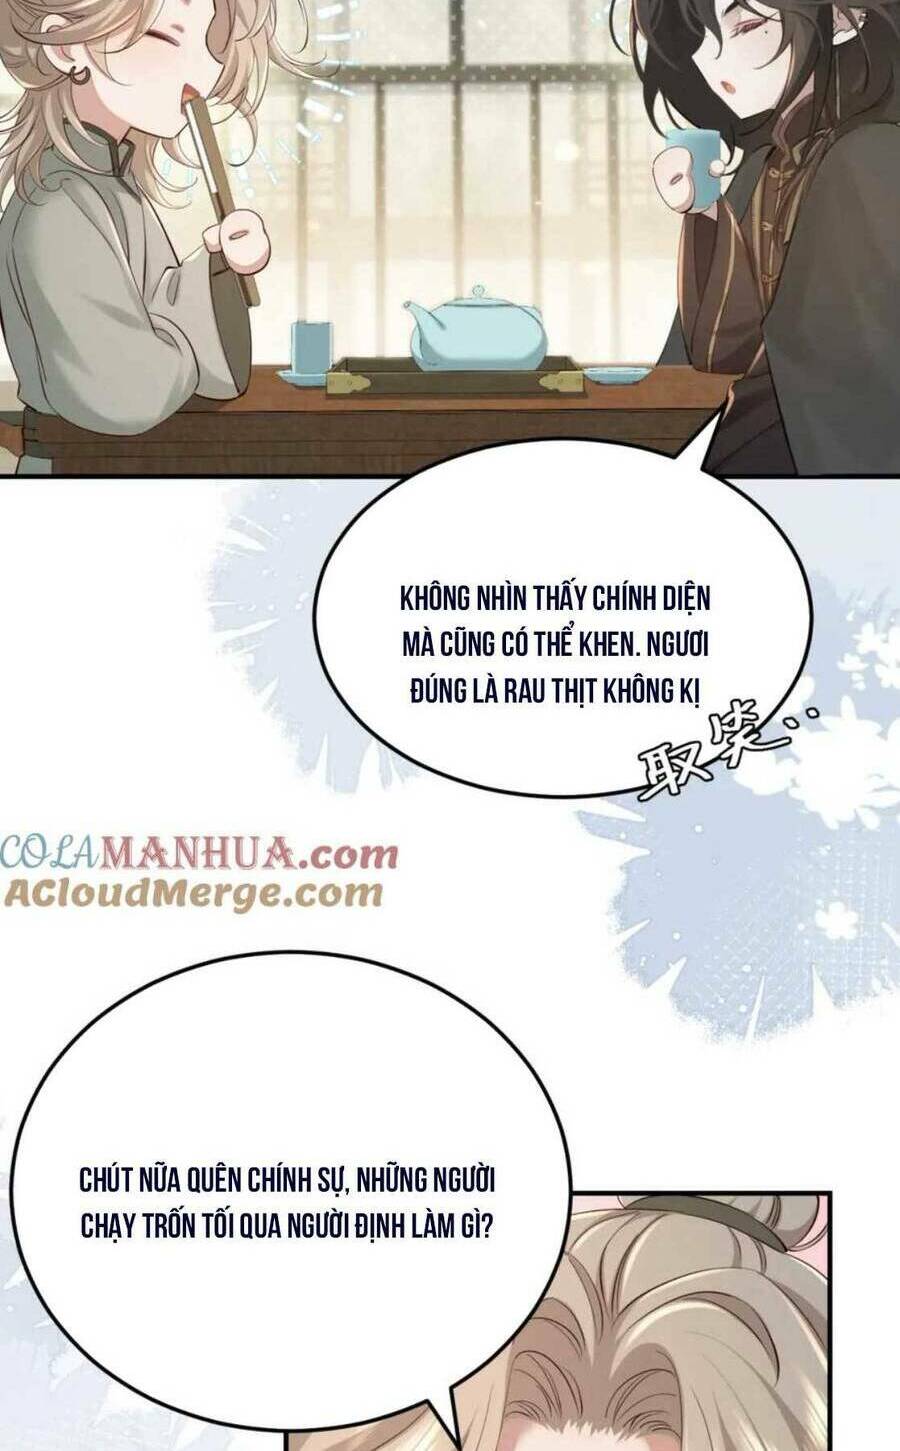 KHÔNG NHÌN THẤY CHÍNH DIỆN
MÀ CŨNG CÓ THỂ KHEN. NGƯƠI
ĐÚNG LÀ RAU THỊT KHÔNG KỊ
取笑··
COLAMANHUA.com
ACloudMerge.com
CHÚT NỮA QUÊN CHÍNH SỰ, NHỮNG NGƯỜI
CHẠY TRỐN TỐI QUA NGƯỜI ĐỊNH LÀM GÌ?